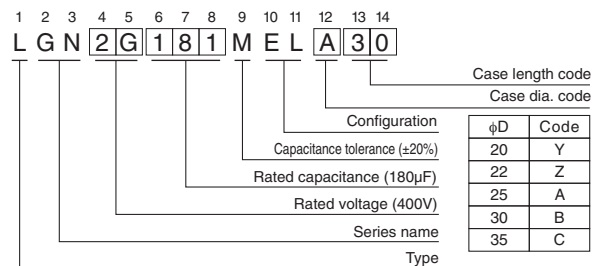 1 2 3 4 5 6 7 8 9 10 11 12 13 14
L G N 2 G 1 8 1 M E L A 3 0
Case length code
Case dia. code
Configuration
Capacitance tolerance (±20%)
Rated capacitance (180µF)
Rated voltage (400V)
Series name
Type
ϕD Code
20 Y
22 Z
25 A
30 B
35 C